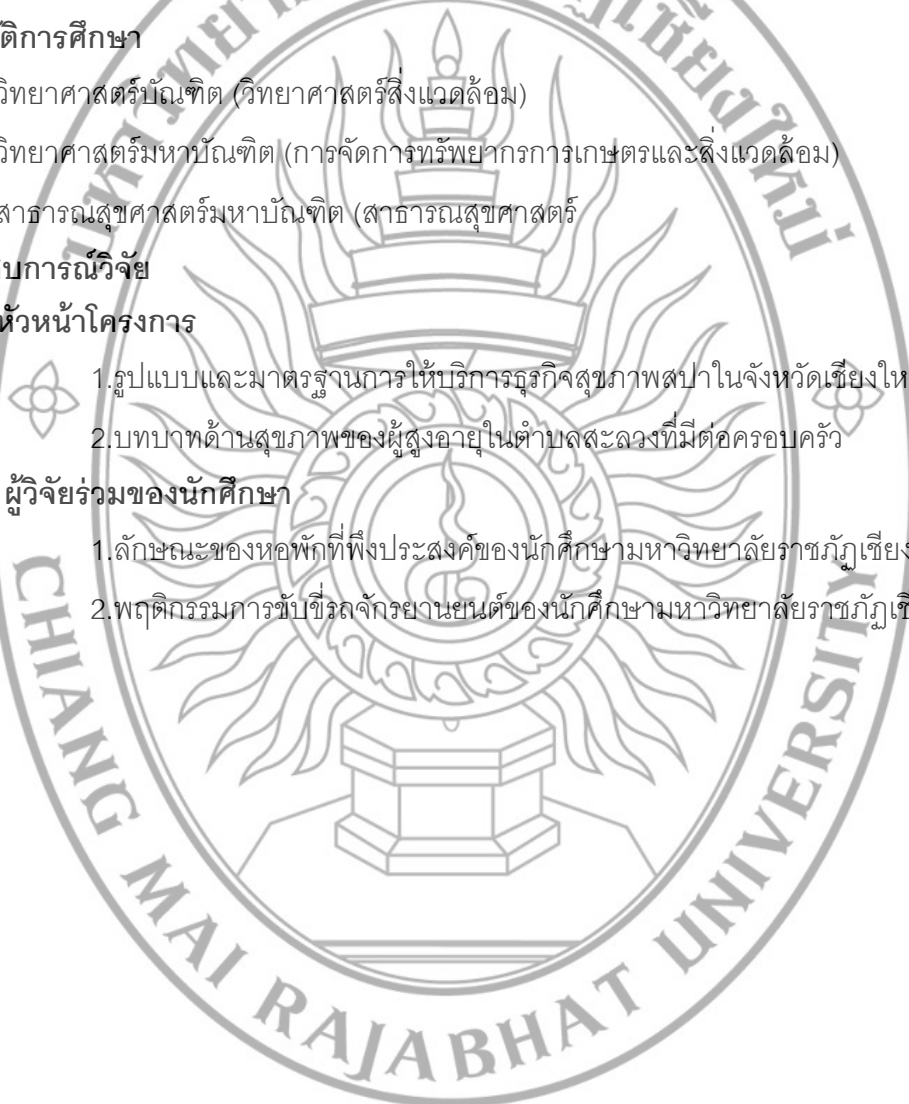 ติการศึกษา
วิทยาศาสตร์บัณฑิต (วิทยาศาสตร์สิ่งแวดล้อม)
วิทยาศาสตร์มหาบัณฑิต (การจัดการทรัพยากรการเกษตรและสิ่งแวดล้อม)
สาธารณสุขศาสตร์มหาบัณฑิต (สาธารณสุขศาสตร์
บการณ์วิจัย
หัวหน้าโครงการ
1.รูปแบบและมาตรฐานการให้บริการธุรกิจสุขภาพสปาในจังหวัดเชียงให
2.บทบาทด้านสุขภาพของผู้สูงอายุในตำบลสะลวงที่มีต่อครอบครัว
ผู้วิจัยร่วมของนักศึกษา
1.ลักษณะของหอพักที่พึงประสงค์ของนักศึกษามหาวิทยาลัยราชภัฏเชียง
2.พฤติกรรมการขับขี่รถจักรยานยนต์ของนักศึกษามหาวิทยาลัยราชภัฏเชี
CHIANG MAI RAJABHAT UNIVERSITY